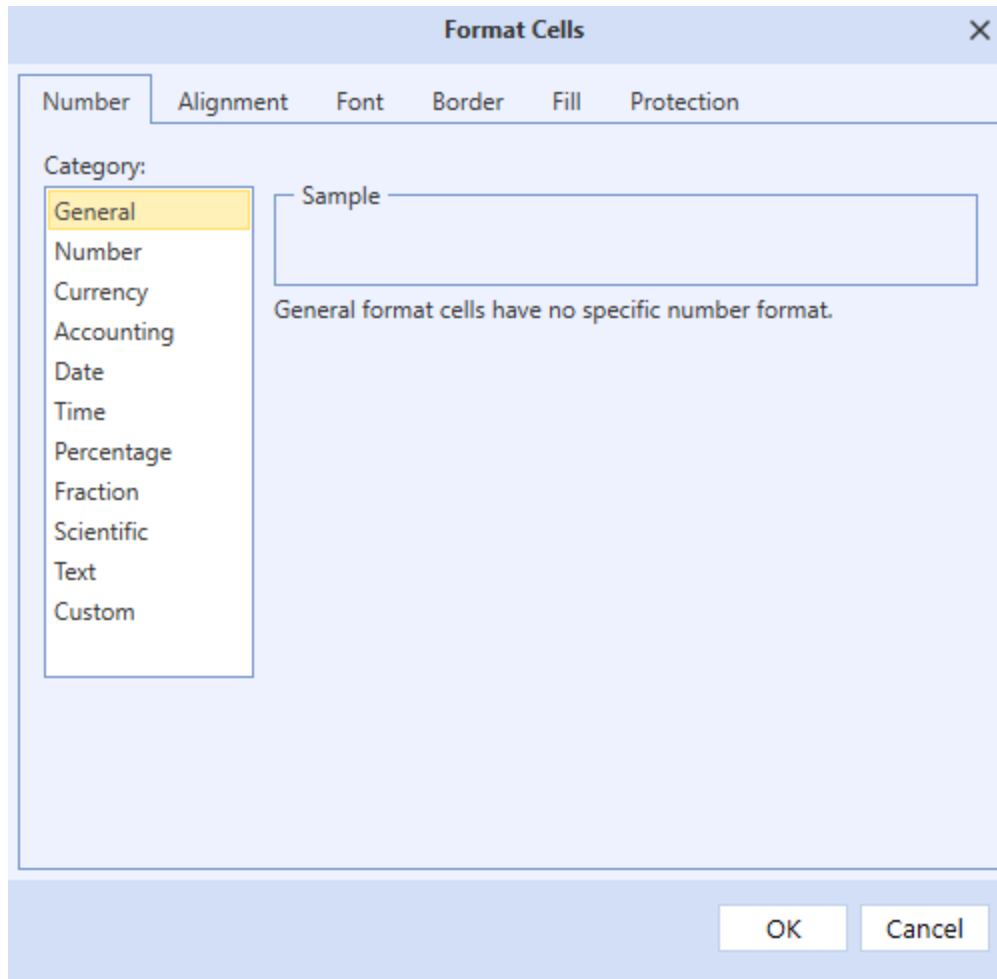 Format Cells
Number Alignment Font Border Fill Protection
Category:
General
Number
Currency
Accounting
Date
Time
Percentage
Fraction
Scientific
Text
Custom
Sample
General format cells have no specific number format.
OK Cancel